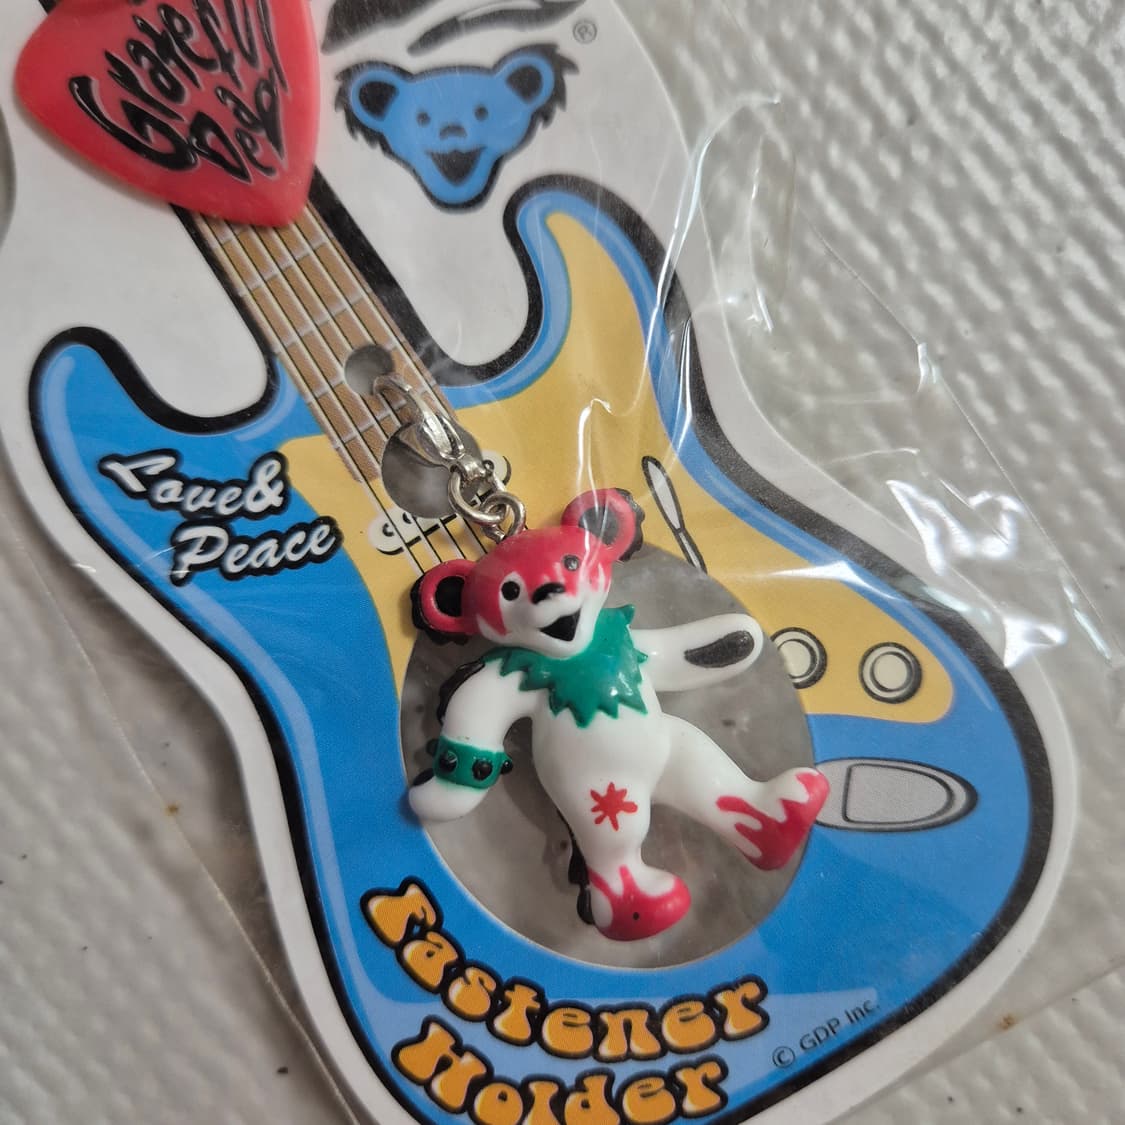 Grateful
Dead
®
Love&
Peace
Fastener
Holder
© GDP Inc.